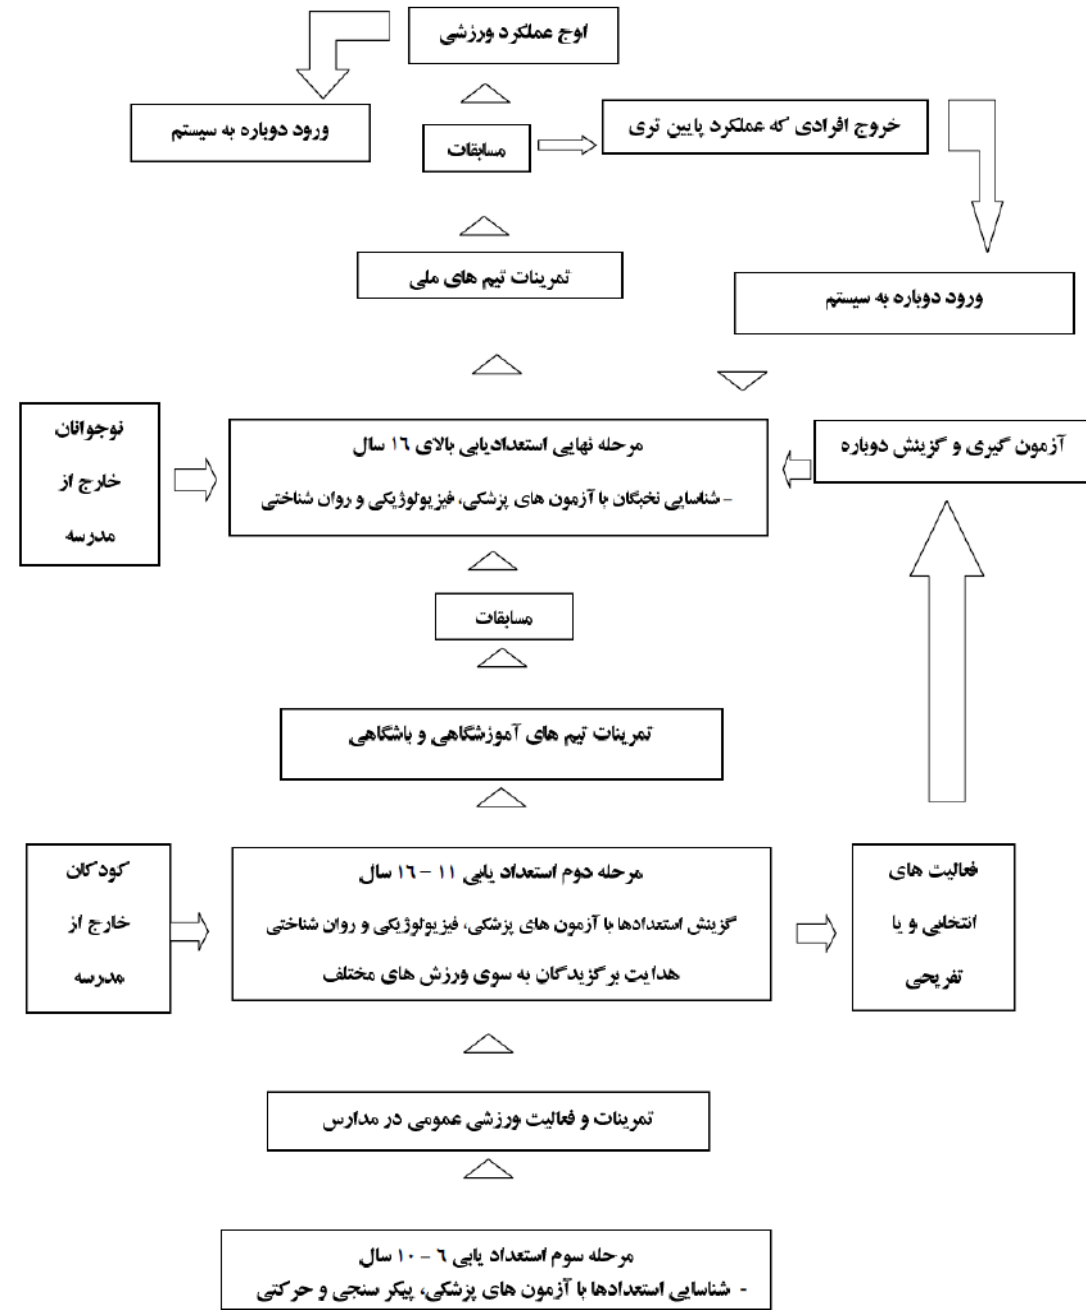 اوج عملکرد ورزشی
ورود دوباره به سیستم
مسابقات
خروج افرادی که عملکرد پایین تری
تمرینات تیم های ملی
ورود دوباره به سیستم
نوجوانان
خارج از
مدرسه
مرحله نهایی استعدادیابی بالای ١٦ سال
- شناسایی نخبگان با آزمون های پزشکی، فیزیولوژیکی و روان شناختی
آزمون گیری و گزینش دوباره
مسابقات
تمرینات تیم های آموزشگاهی و باشگاهی
کودکان
خارج از
مدرسه
مرحله دوم استعداد یابی ١١ – ١٦ سال
گزینش استعدادها با آزمون های پزشکی، فیزیولوژیکی و روان شناختی
هدایت برگزیدگان به سوی ورزش های مختلف
فعالیت های
انتخابی و یا
تفریحی
تمرینات و فعالیت ورزشی عمومی در مدارس
مرحله سوم استعداد یابی ٦ – ١٠ سال
- شناسایی استعدادها با آزمون های پزشکی، پیکر سنجی و حرکتی